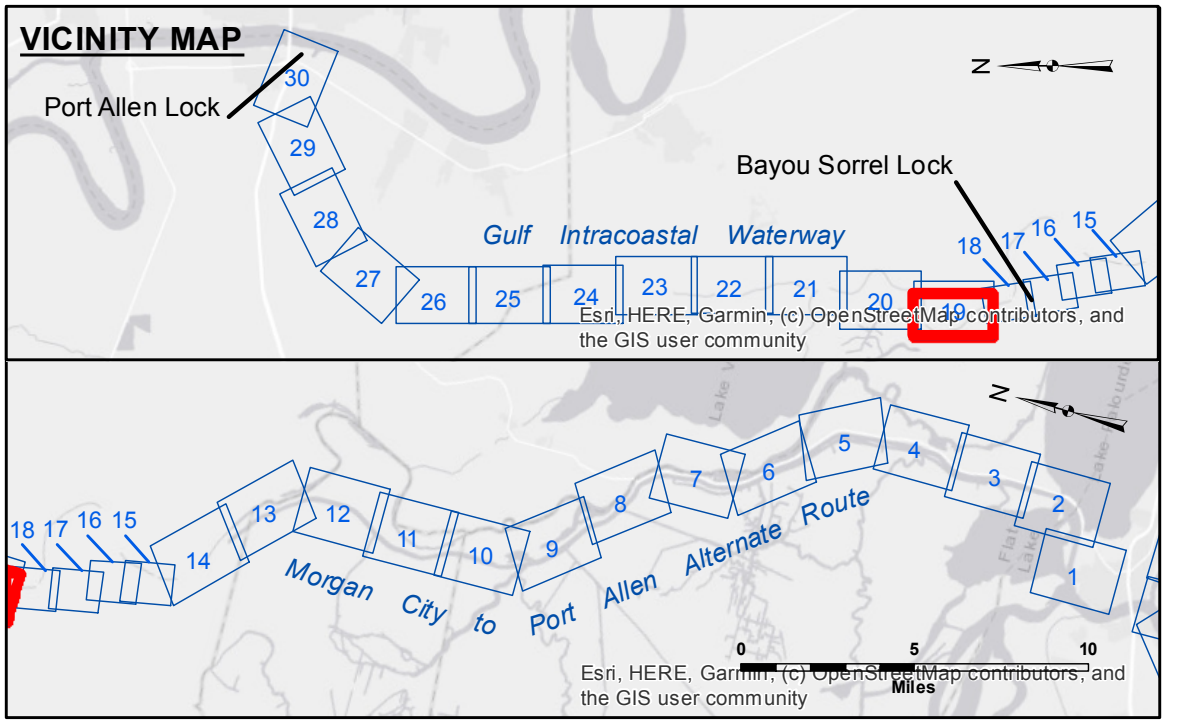 VICINITY MAP
N
30
Port Allen Lock
29
Bayou Sorrel Lock
28
Gulf Intracoastal Waterway
18
17
16
15
27
26
25
24
23
22
21
20
19
Esri, HERE, Garmin, (c) OpenStreetMap contributors, and
the GIS user community
N
Lake
5
4
3
2
1
6
7
8
9
10
11
12
13
14
15
16
17
18
Flat
Lake
Morgan City to Port Allen Alternate Route
0 5 10
Miles
Esri, HERE, Garmin, (c) OpenStreetMap contributors, and
the GIS user community